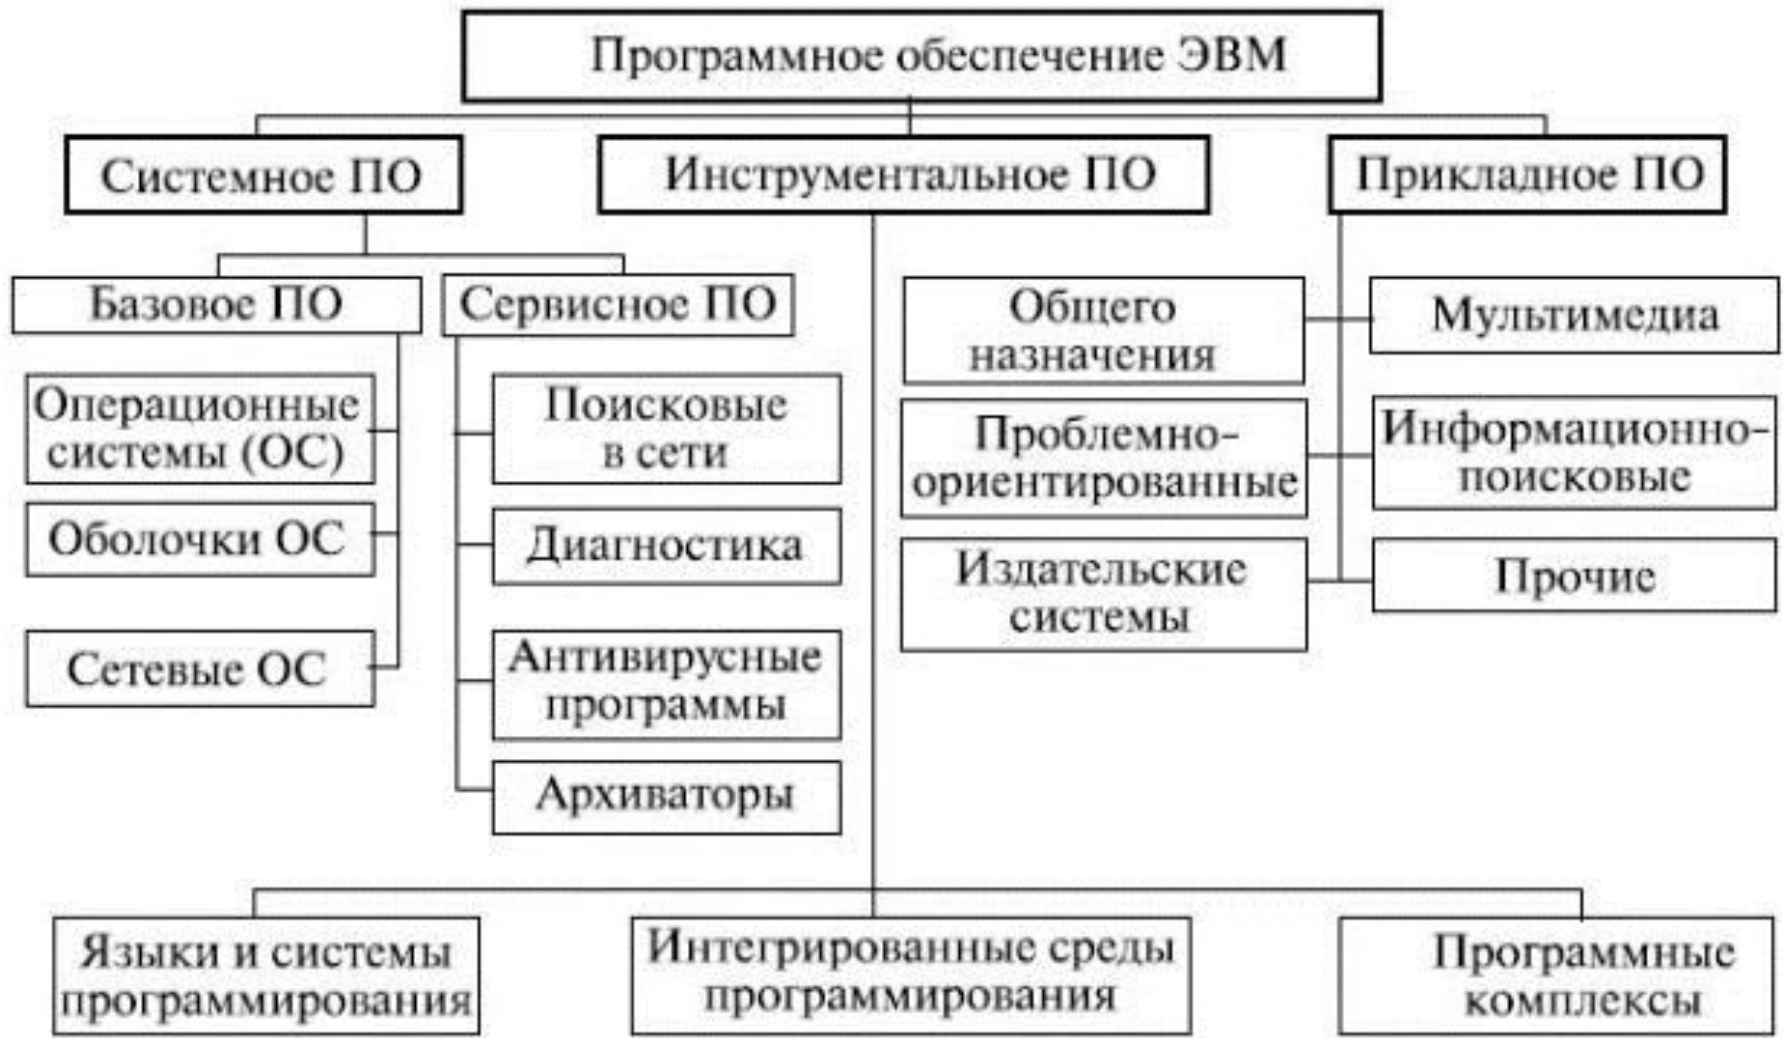 Программное обеспечение ЭВМ
Системное ПО
Инструментальное ПО
Прикладное ПО
Базовое ПО
Сервисное ПО
Операционные
системы (ОС)
Оболочки ОС
Сетевые ОС
Поисковые
в сети
Диагностика
Антивирусные
программы
Архиваторы
Общего
назначения
Проблемно-
ориентированные
Издательские
системы
Мультимедиа
Информационно-
поисковые
Прочие
Языки и системы
программирования
Интегрированные среды
программирования
Программные
комплексы